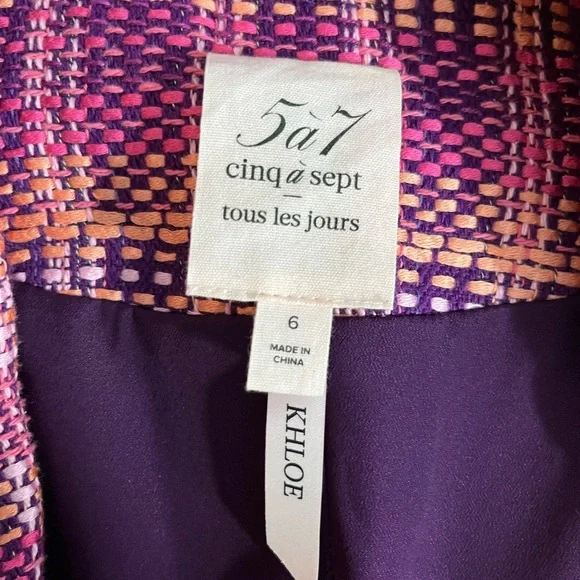 5à7
cinq à sept
—
tous les jours
6
MADE IN
CHINA
KHLOE